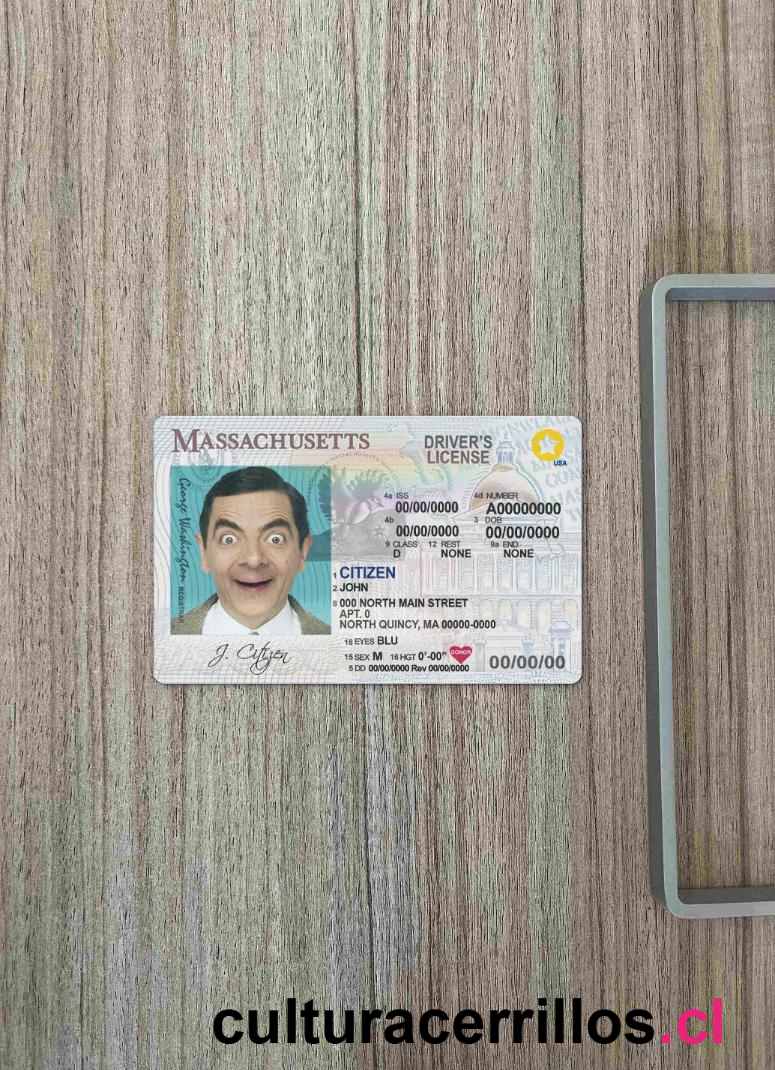 MASSACHUSETTS
DRIVER'S
LICENSE
USA
George Washington REGISTRAR
4a ISS
00/00/0000
4d NUMBER
A00000000
4b
00/00/0000
3 DOB
00/00/0000
9 CLASS
D
12 REST
NONE
9a END
NONE
1 CITIZEN
2 JOHN
8 000 NORTH MAIN STREET
APT. 0
NORTH QUINCY, MA 00000-0000
18 EYES BLU
15 SEX M 16 HGT 0'-00"
DONOR
5 DD 00/00/0000 Rev 00/00/0000
00/00/00
J. Citizen
culturacerrillos.cl